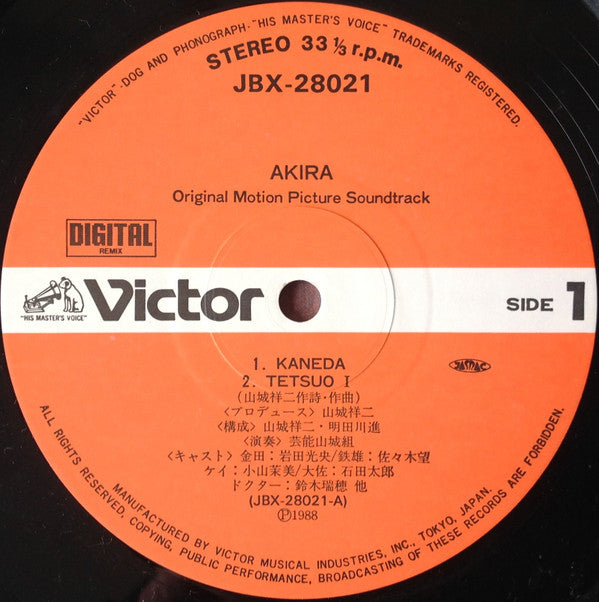 "VICTOR"·DOG AND PHONOGRAPH·"HIS MASTER'S VOICE" TRADEMARKS REGISTERED.
STEREO 33 ⅓ r.p.m.
JBX-28021
AKIRA
Original Motion Picture Soundtrack
DIGITAL
REMIX
"HIS MASTER'S VOICE"
Victor
SIDE 1
1. KANEDA
2. TETSUO I
(山城祥二作詩・作曲)
〈プロデュース〉山城祥二
〈構成〉山城祥二・明田川進
〈演奏〉芸能山城組
〈キャスト〉金田：岩田光央/鉄雄：佐々木望
ケイ：小山茉美/大佐：石田太郎
ドクター：鈴木瑞穂 他
(JBX-28021-A)
Ⓟ1988
JASRAC
MANUFACTURED BY VICTOR MUSICAL INDUSTRIES, INC., TOKYO, JAPAN.
ALL RIGHTS RESERVED. COPYING, PUBLIC PERFORMANCE, BROADCASTING OF THESE RECORDS ARE FORBIDDEN.